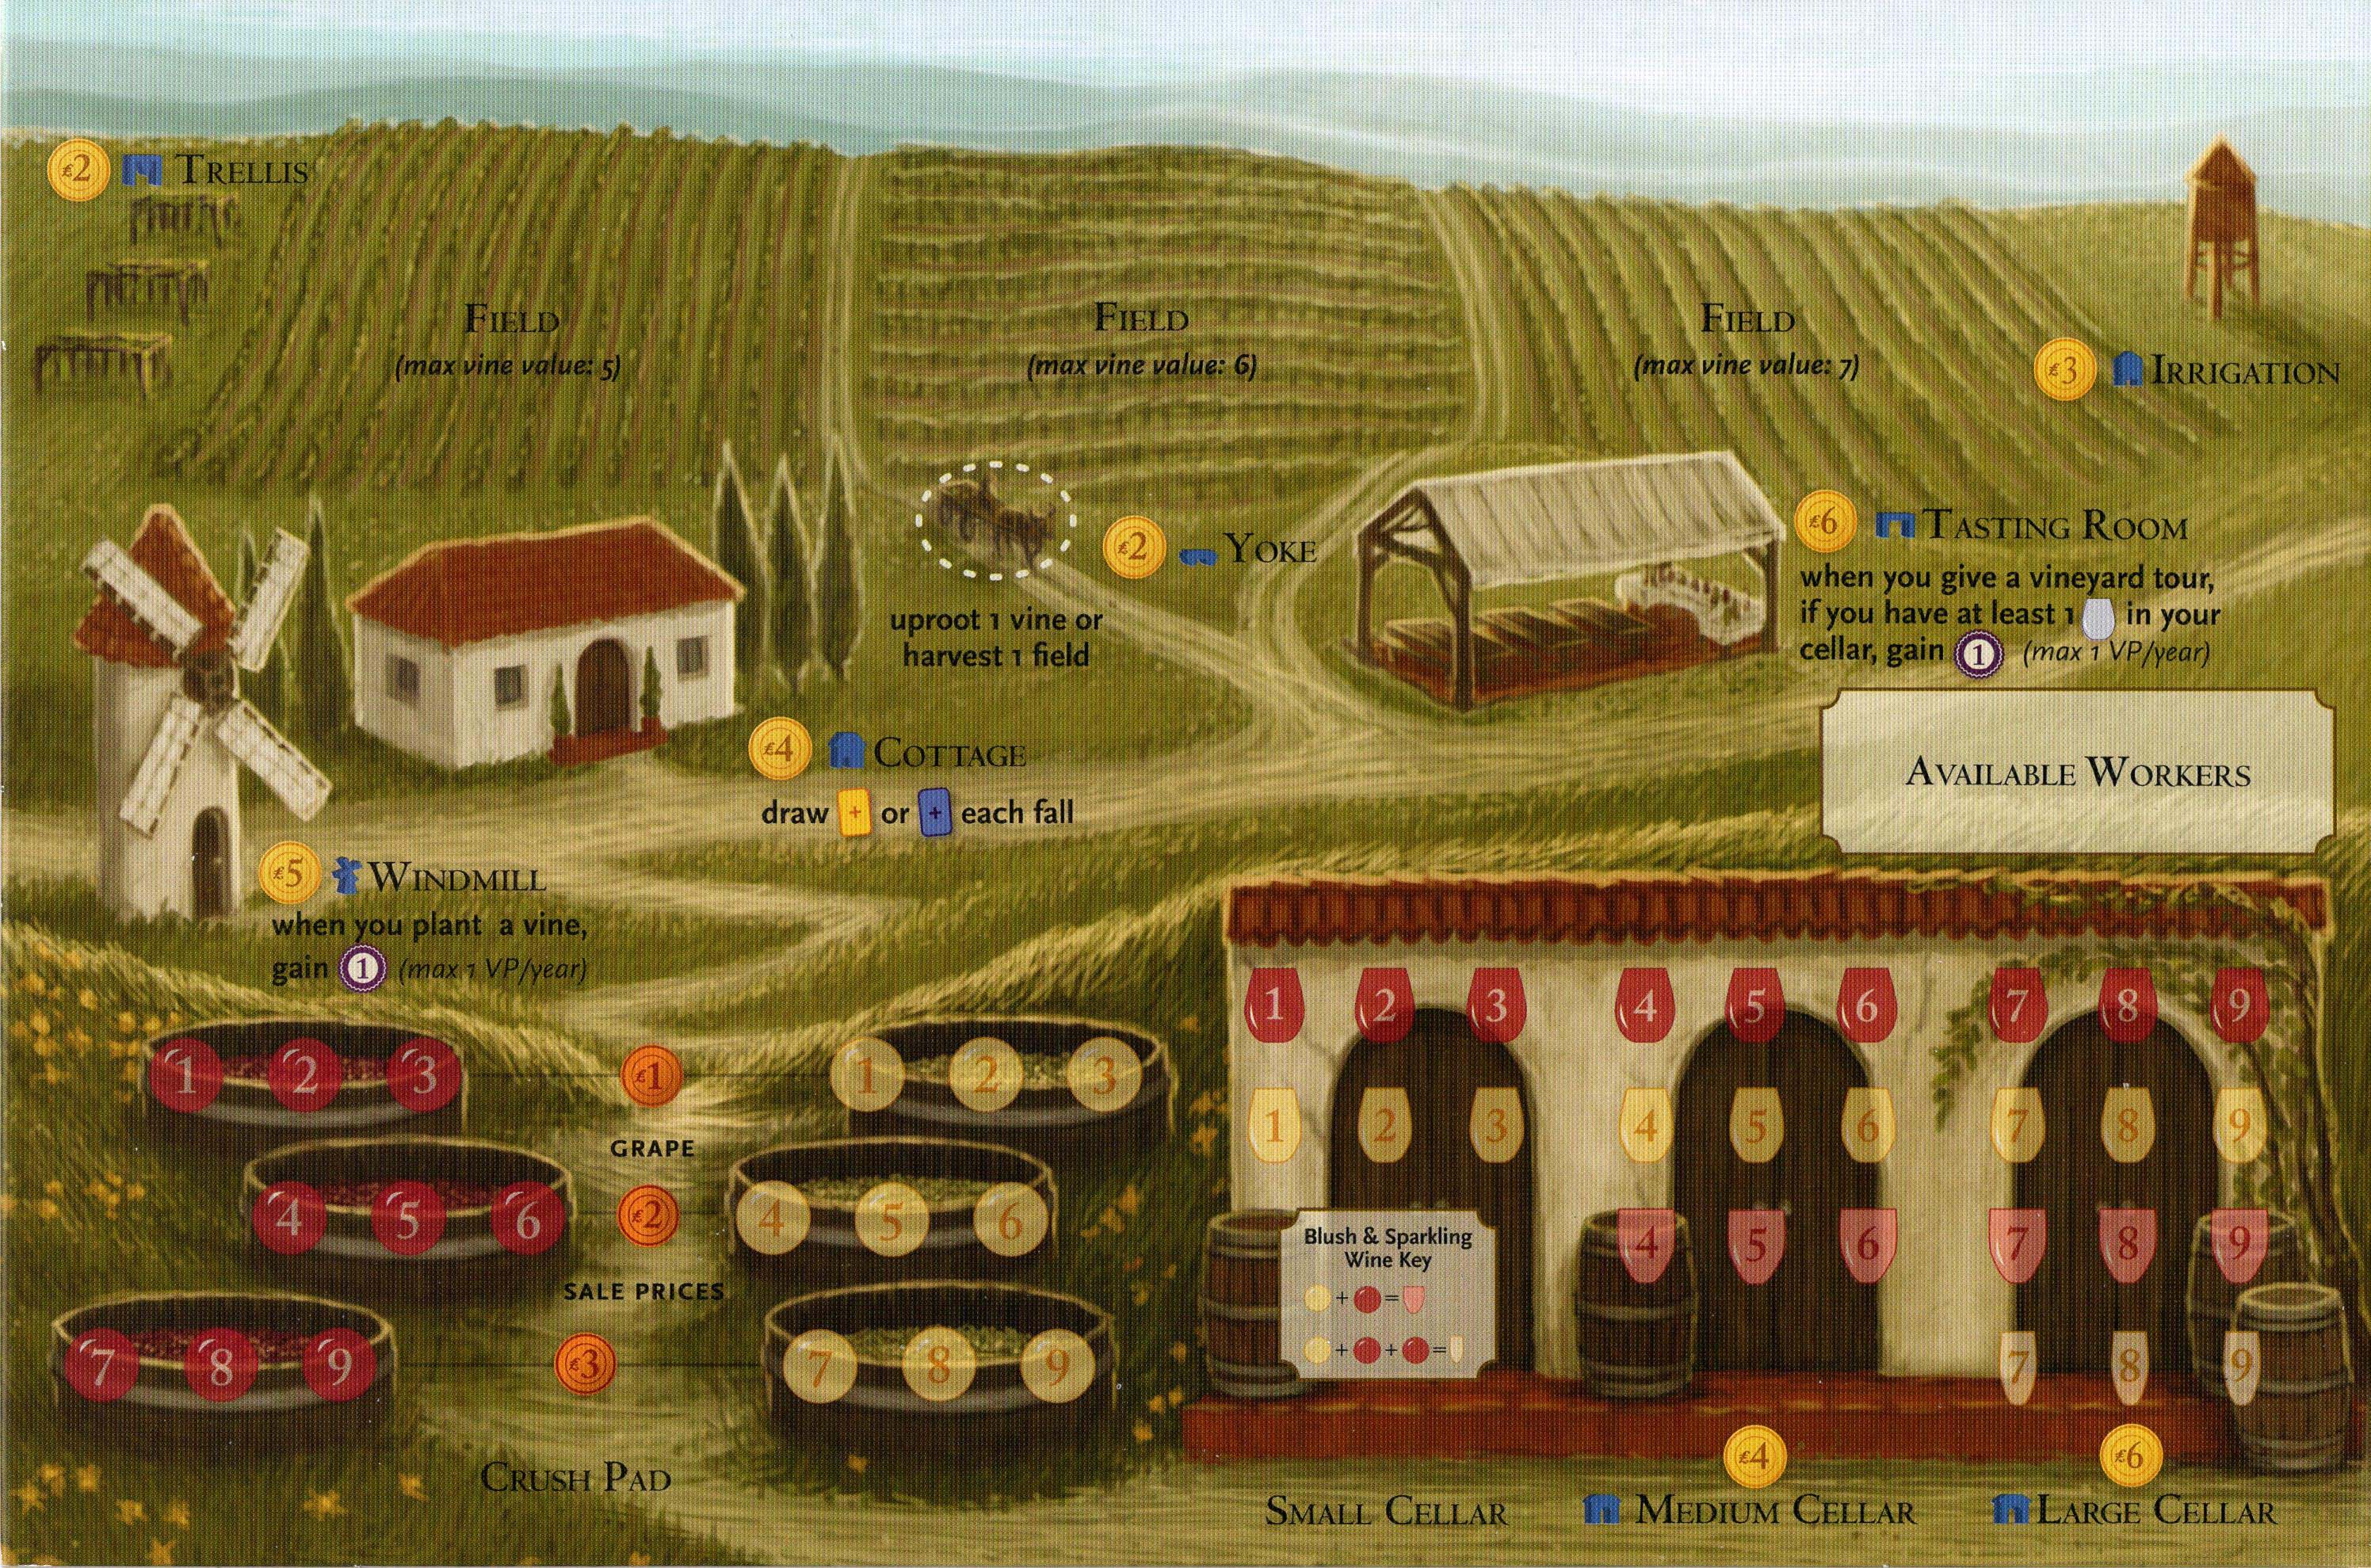 £2 TRELLIS
FIELD
(max vine value: 5)
FIELD
(max vine value: 6)
FIELD
(max vine value: 7)
£3 IRRIGATION
£2 YOKE
uproot 1 vine or
harvest 1 field
£6 TASTING ROOM
when you give a vineyard tour,
if you have at least 1 in your
cellar, gain 1 (max 1 VP/year)
£4 COTTAGE
draw + or + each fall
AVAILABLE WORKERS
£5 WINDMILL
when you plant a vine,
gain 1 (max 1 VP/year)
1 2 3 £1 1 2 3
GRAPE
4 5 6 £2 4 5 6
SALE PRICES
7 8 9 £3 7 8 9
CRUSH PAD
1 2 3 4 5 6 7 8 9
1 2 3 4 5 6 7 8 9
4 5 6 7 8 9
7 8 9
Blush & Sparkling
Wine Key
+ =
+ + =
£4 £6
SMALL CELLAR MEDIUM CELLAR LARGE CELLAR